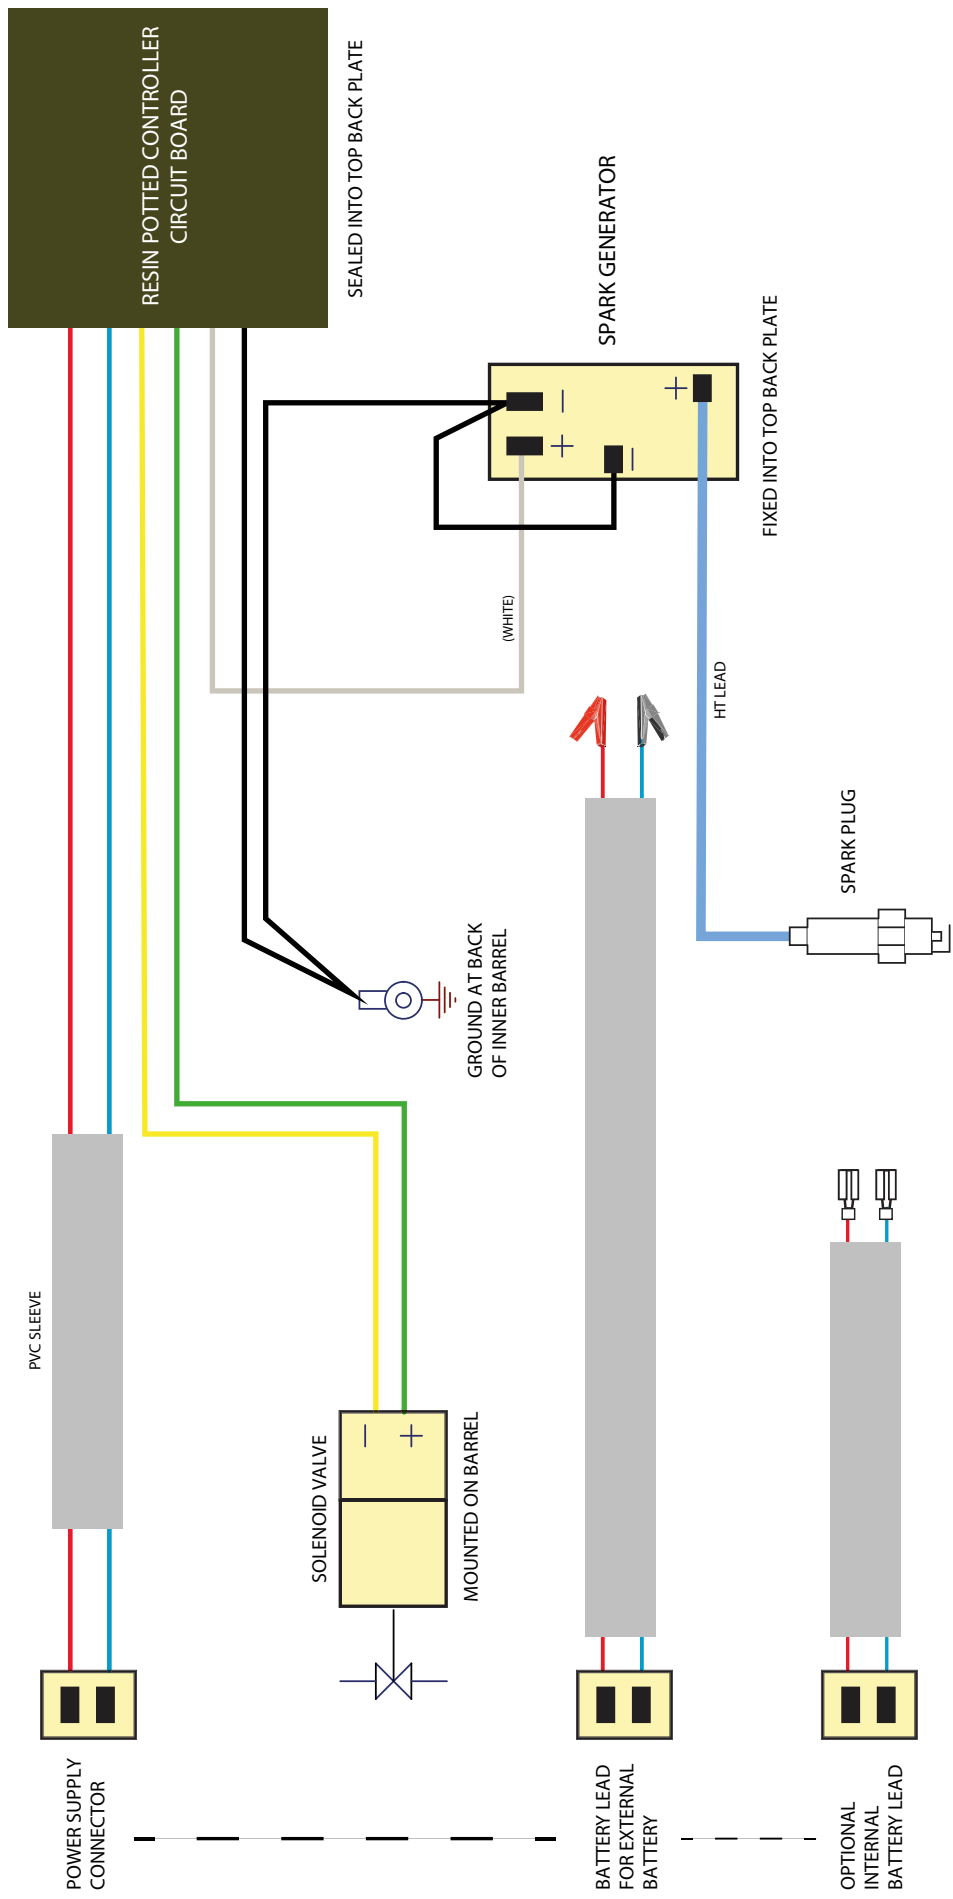 RESIN POTTED CONTROLLER
CIRCUIT BOARD
SEALED INTO TOP BACK PLATE
SPARK GENERATOR
FIXED INTO TOP BACK PLATE
(WHITE)
HT LEAD
SPARK PLUG
GROUND AT BACK
OF INNER BARREL
PVC SLEEVE
SOLENOID VALVE
MOUNTED ON BARREL
POWER SUPPLY
CONNECTOR
BATTERY LEAD
FOR EXTERNAL
BATTERY
OPTIONAL
INTERNAL
BATTERY LEAD